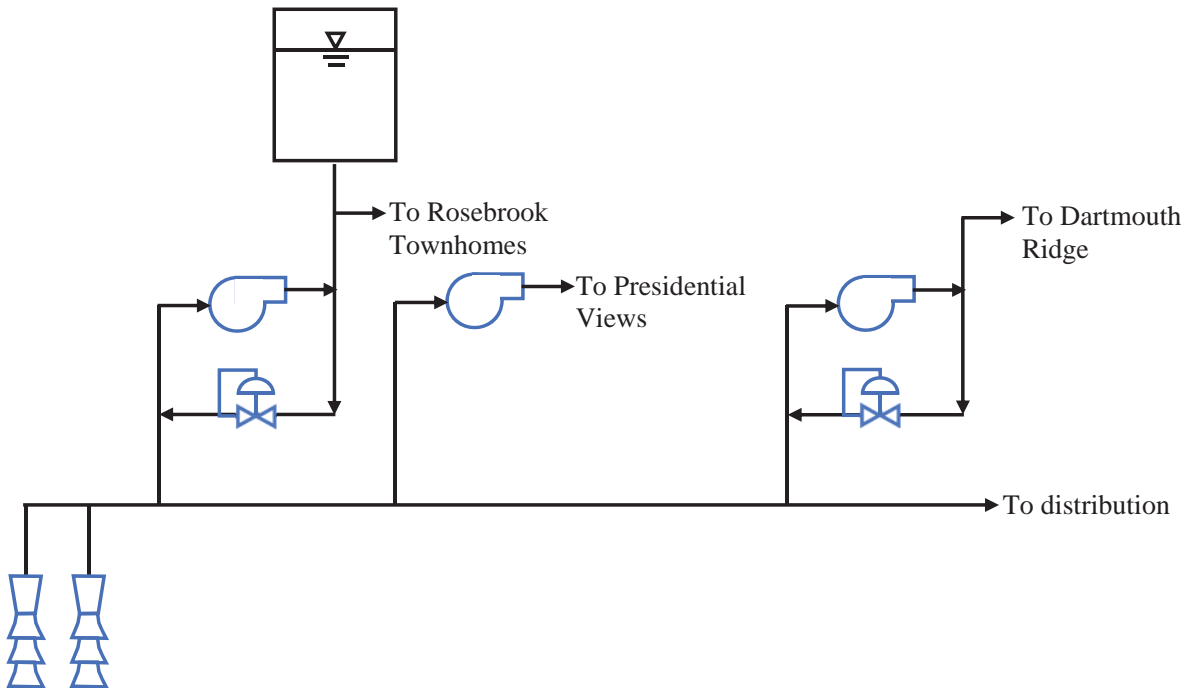 To Rosebrook
Townhomes
To Dartmouth
Ridge
To Presidential
Views
To distribution